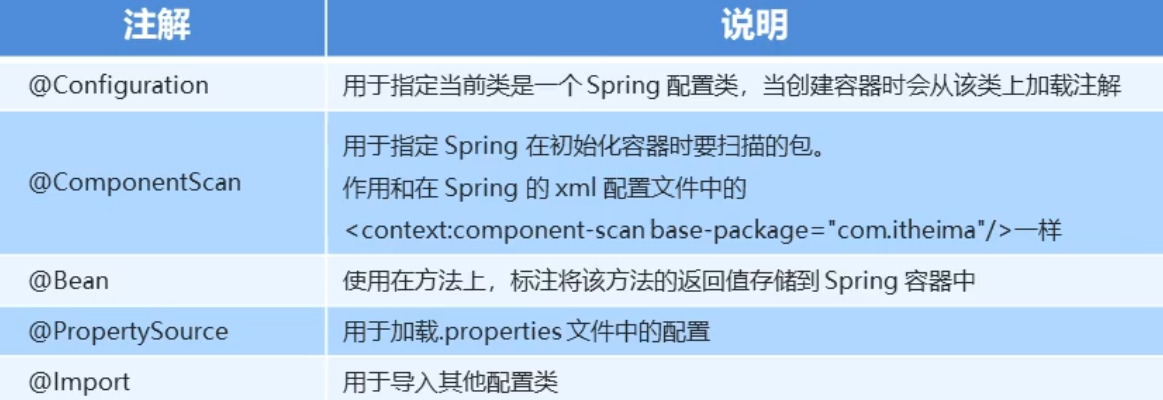 注解 说明
@Configuration 用于指定当前类是一个 Spring 配置类，当创建容器时会从该类上加载注解
用于指定 Spring 在初始化容器时要扫描的包。
@ComponentScan 作用和在 Spring 的 xml 配置文件中的
<context:component-scan base-package="com.itheima"/>一样
@Bean 使用在方法上，标注将该方法的返回值存储到 Spring 容器中
@PropertySource 用于加载.properties 文件中的配置
@Import 用于导入其他配置类